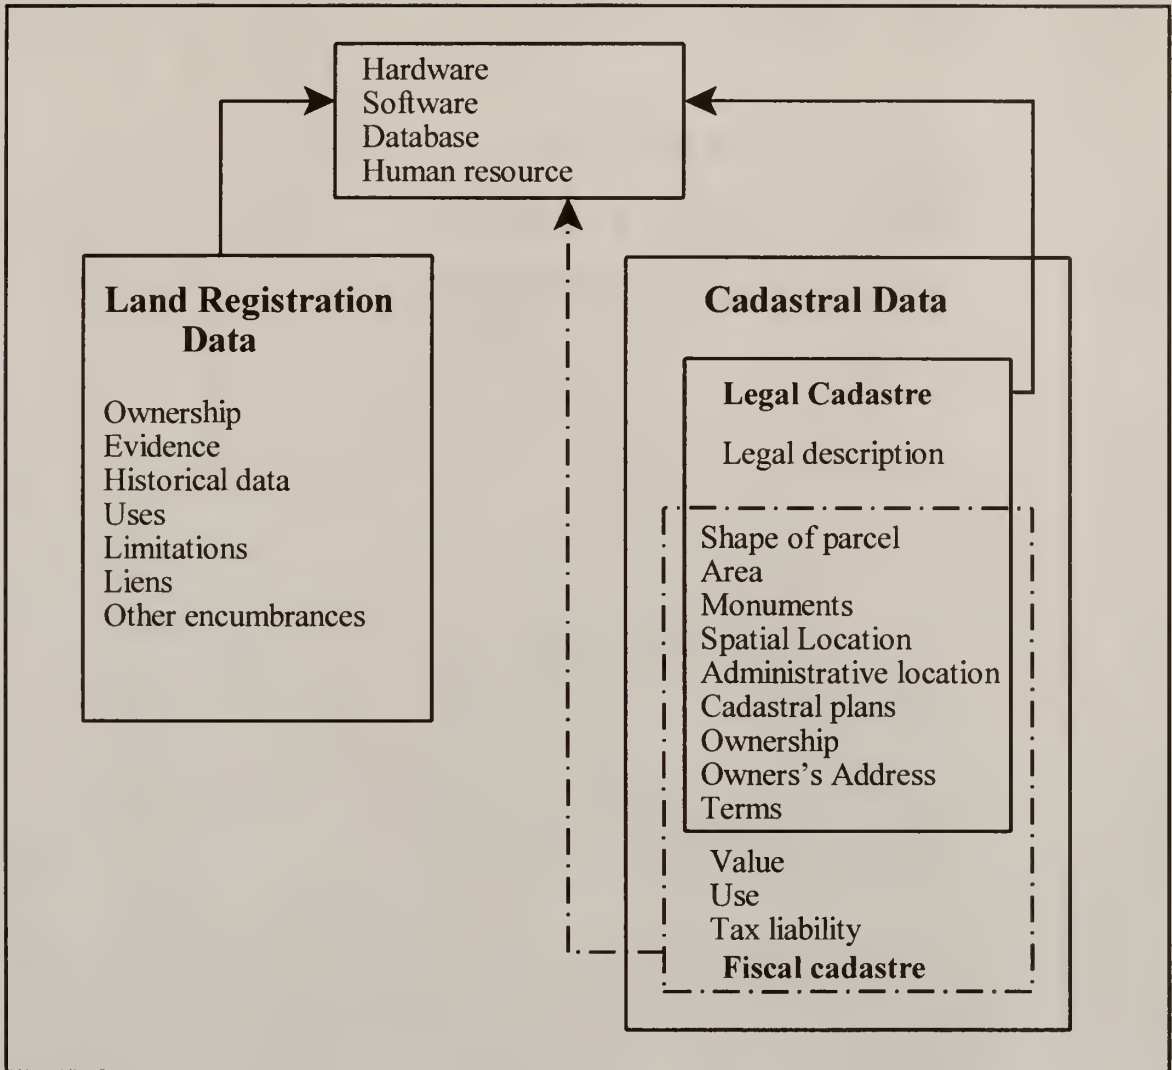 Hardware
Software
Database
Human resource
Land Registration
Data
Ownership
Evidence
Historical data
Uses
Limitations
Liens
Other encumbrances
Cadastral Data
Legal Cadastre
Legal description
Shape of parcel
Area
Monuments
Spatial Location
Administrative location
Cadastral plans
Ownership
Owners's Address
Terms
Value
Use
Tax liability
Fiscal cadastre